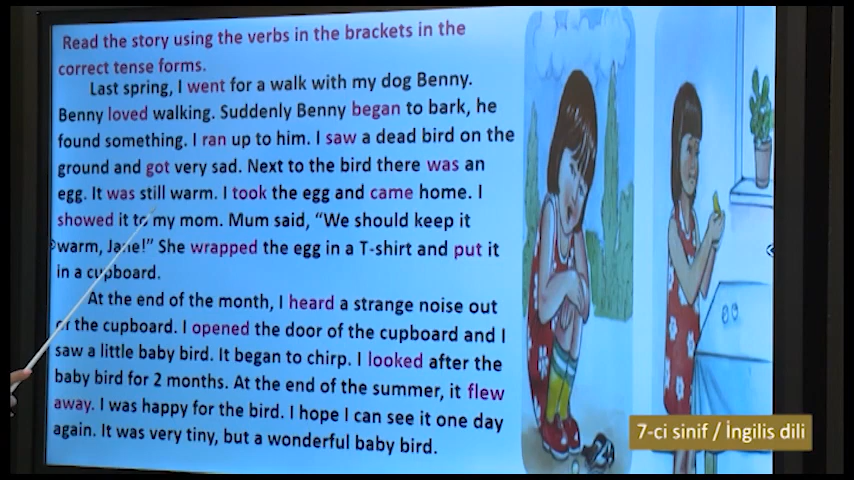 Read the story using the verbs in the brackets in the
correct tense forms.
Last spring, I went for a walk with my dog Benny.
Benny loved walking. Suddenly Benny began to bark, he
found something. I ran up to him. I saw a dead bird on the
ground and got very sad. Next to the bird there was an
egg. It was still warm. I took the egg and came home. I
showed it to my mom. Mum said, “We should keep it
warm, Jane!” She wrapped the egg in a T-shirt and put it
in a cupboard.
At the end of the month, I heard a strange noise out
of the cupboard. I opened the door of the cupboard and I
saw a little baby bird. It began to chirp. I looked after the
baby bird for 2 months. At the end of the summer, it flew
away. I was happy for the bird. I hope I can see it one day
again. It was very tiny, but a wonderful baby bird.
7-ci sinif / İngilis dili